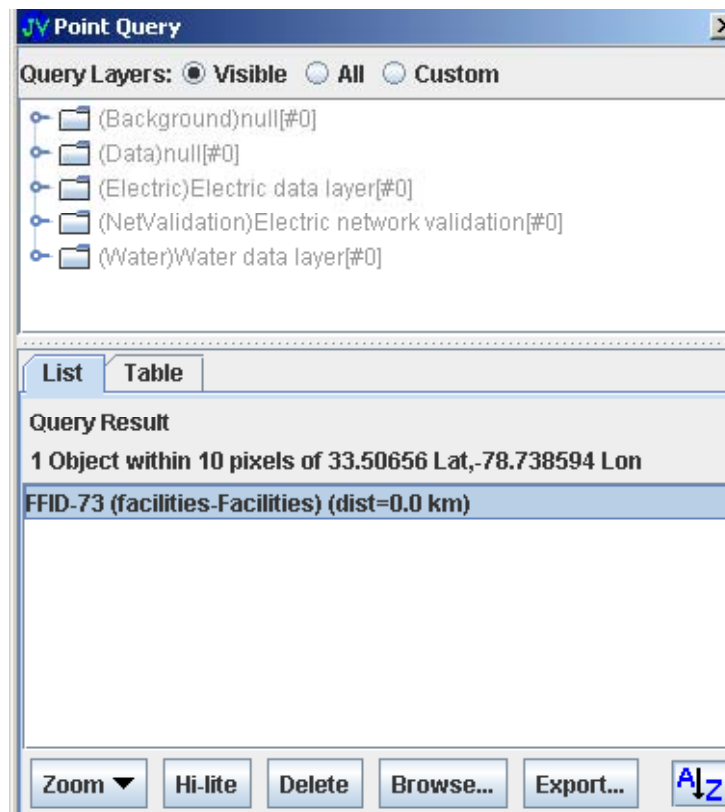 JV Point Query
Query Layers: Visible All Custom
(Background)null[#0]
(Data)null[#0]
(Electric)Electric data layer[#0]
(NetValidation)Electric network validation[#0]
(Water)Water data layer[#0]
List Table
Query Result
1 Object within 10 pixels of 33.50656 Lat,-78.738594 Lon
FFID-73 (facilities-Facilities) (dist=0.0 km)
Zoom Hi-lite Delete Browse... Export... AZ